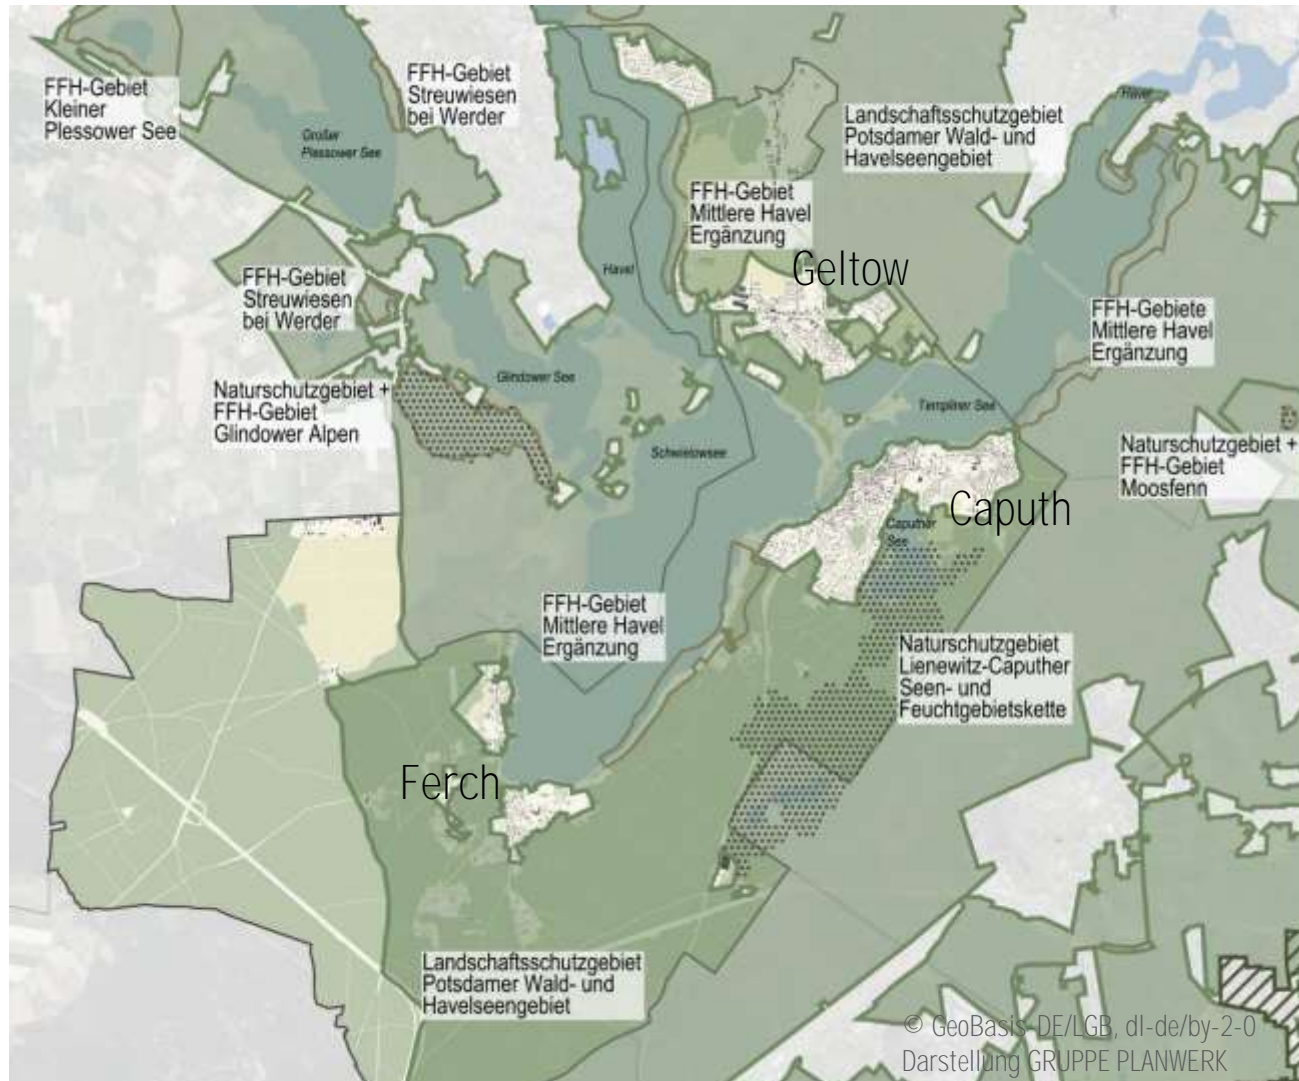 FFH-Gebiet
Kleiner
Plessower See
FFH-Gebiet
Streuwiesen
bei Werder
Großer
Plessower See
Landschaftsschutzgebiet
Potsdamer Wald- und
Havelseengebiet
Havel
FFH-Gebiet
Mittlere Havel
Ergänzung
Geltow
Havel
FFH-Gebiet
Streuwiesen
bei Werder
FFH-Gebiete
Mittlere Havel
Ergänzung
Naturschutzgebiet +
FFH-Gebiet
Glindower Alpen
Glindower See
Templiner See
Schwielowsee
Naturschutzgebiet +
FFH-Gebiet
Moosfenn
Caputh
Caputher
See
FFH-Gebiet
Mittlere Havel
Ergänzung
Naturschutzgebiet
Lienewitz-Caputher
Seen- und
Feuchtgebietskette
Ferch
Landschaftsschutzgebiet
Potsdamer Wald- und
Havelseengebiet
© GeoBasis-DE/LGB, dl-de/by-2-0
Darstellung GRUPPE PLANWERK